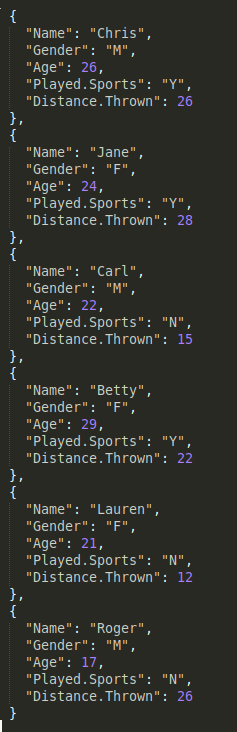 {
"Name": "Chris",
"Gender": "M",
"Age": 26,
"Played.Sports": "Y",
"Distance.Thrown": 26
},
{
"Name": "Jane",
"Gender": "F",
"Age": 24,
"Played.Sports": "Y",
"Distance.Thrown": 28
},
{
"Name": "Carl",
"Gender": "M",
"Age": 22,
"Played.Sports": "N",
"Distance.Thrown": 15
},
{
"Name": "Betty",
"Gender": "F",
"Age": 29,
"Played.Sports": "Y",
"Distance.Thrown": 22
},
{
"Name": "Lauren",
"Gender": "F",
"Age": 21,
"Played.Sports": "N",
"Distance.Thrown": 12
},
{
"Name": "Roger",
"Gender": "M",
"Age": 17,
"Played.Sports": "N",
"Distance.Thrown": 26
}